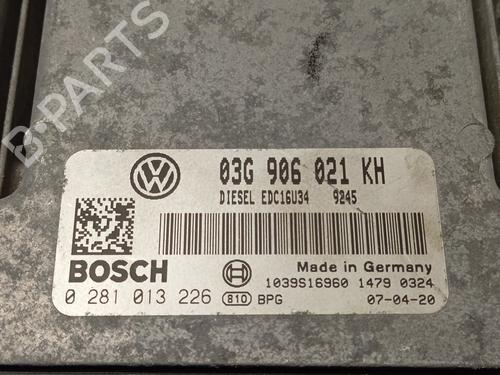 03G 906 021 KH
DIESEL EDC16U34 9245
BOSCH
Made in Germany
1039S16960 1479 0324
0 281 013 226 810 BPG 07-04-20
B-PARTS